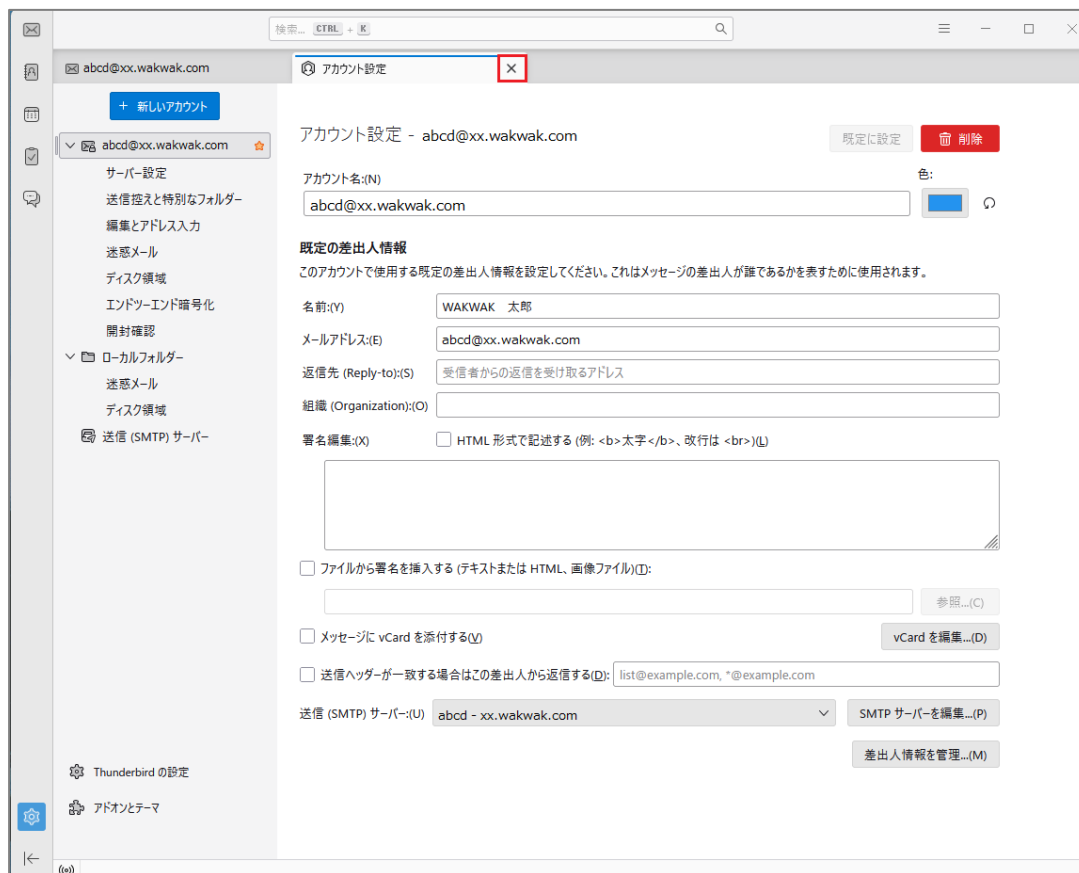 検索... CTRL + K
abcd@xx.wakwak.com
アカウント設定
+ 新しいアカウント
abcd@xx.wakwak.com
サーバー設定
送信控えと特別なフォルダー
編集とアドレス入力
迷惑メール
ディスク領域
エンドツーエンド暗号化
開封確認
ローカルフォルダー
迷惑メール
ディスク領域
送信 (SMTP) サーバー
Thunderbird の設定
アドオンとテーマ
アカウント設定 - abcd@xx.wakwak.com
既定に設定
削除
アカウント名:(N)
色:
abcd@xx.wakwak.com
既定の差出人情報
このアカウントで使用する既定の差出人情報を設定してください。これはメッセージの差出人が誰であるかを表すために使用されます。
名前:(Y) WAKWAK 太郎
メールアドレス:(E) abcd@xx.wakwak.com
返信先 (Reply-to):(S) 受信者からの返信を受け取るアドレス
組織 (Organization):(O)
署名編集:(X) HTML 形式で記述する (例: <b>太字</b>、改行は <br>)(L)
ファイルから署名を挿入する (テキストまたは HTML、画像ファイル)(T):
参照...(C)
メッセージに vCard を添付する(V)
vCard を編集...(D)
送信ヘッダーが一致する場合はこの差出人から返信する(D): list@example.com, *@example.com
送信 (SMTP) サーバー:(U) abcd - xx.wakwak.com
SMTP サーバーを編集...(P)
差出人情報を管理...(M)